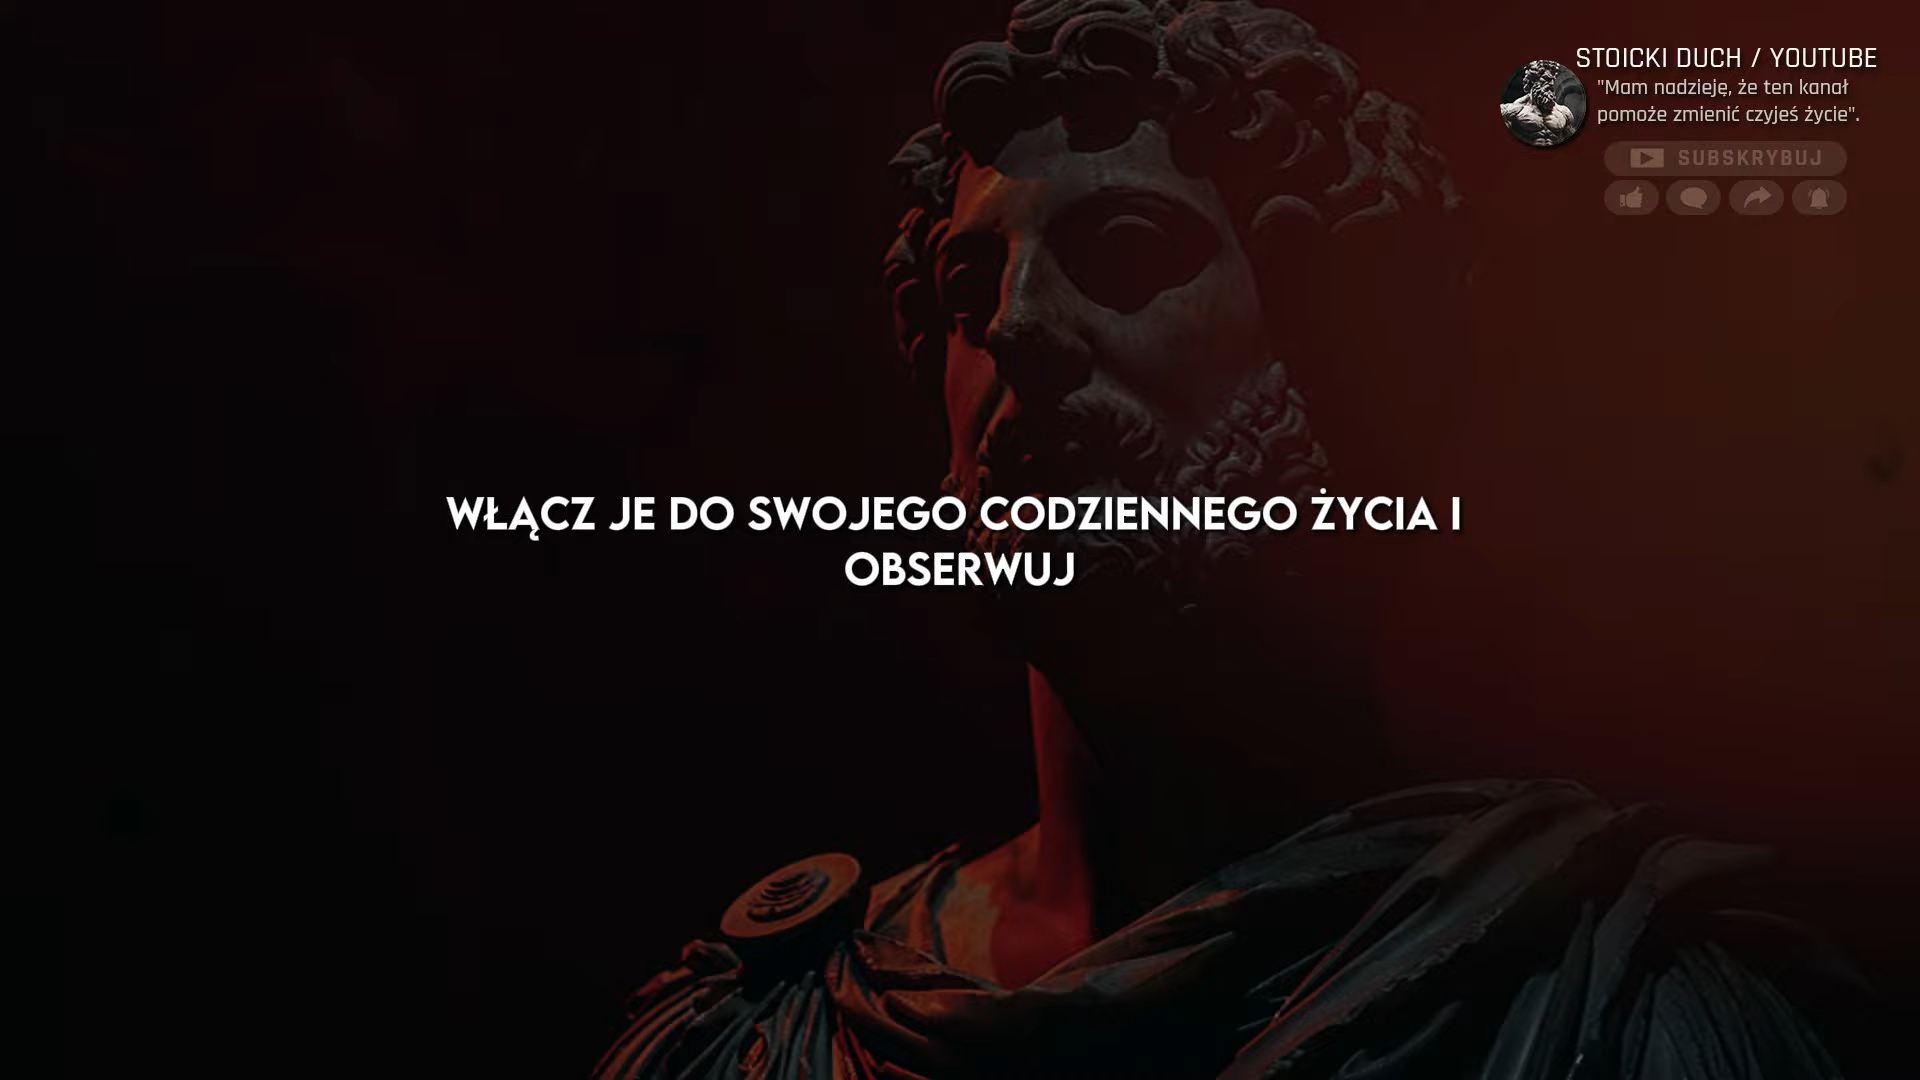 STOICKI DUCH / YOUTUBE
"Mam nadzieję, że ten kanał
pomoże zmienić czyjeś życie".
SUBSKRYBUJ
WŁĄCZ JE DO SWOJEGO CODZIENNEGO ŻYCIA I
OBSERWUJ